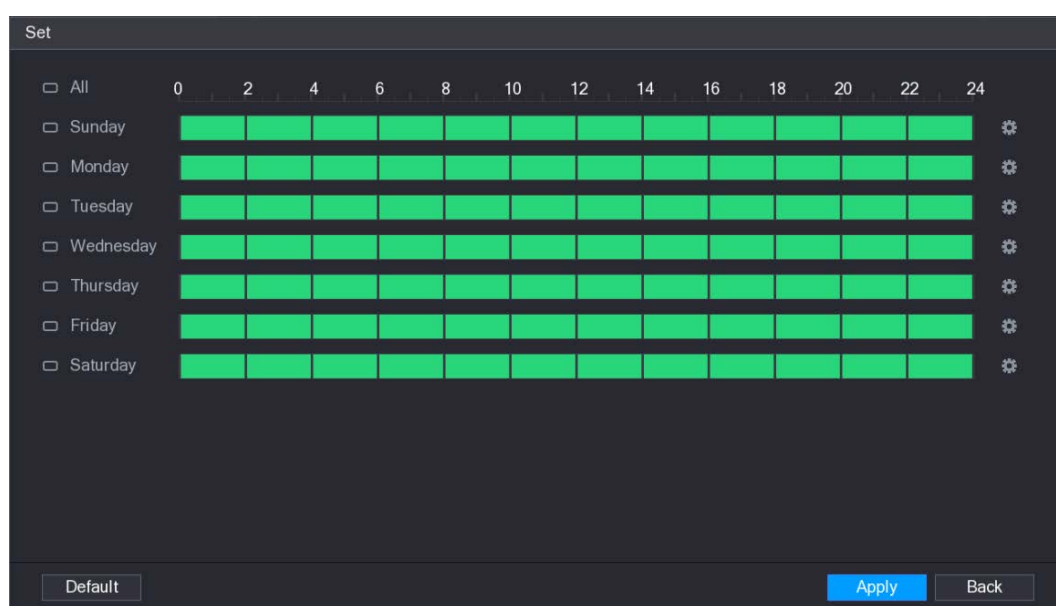 Set
All 0 2 4 6 8 10 12 14 16 18 20 22 24
Sunday
Monday
Tuesday
Wednesday
Thursday
Friday
Saturday
Default Apply Back